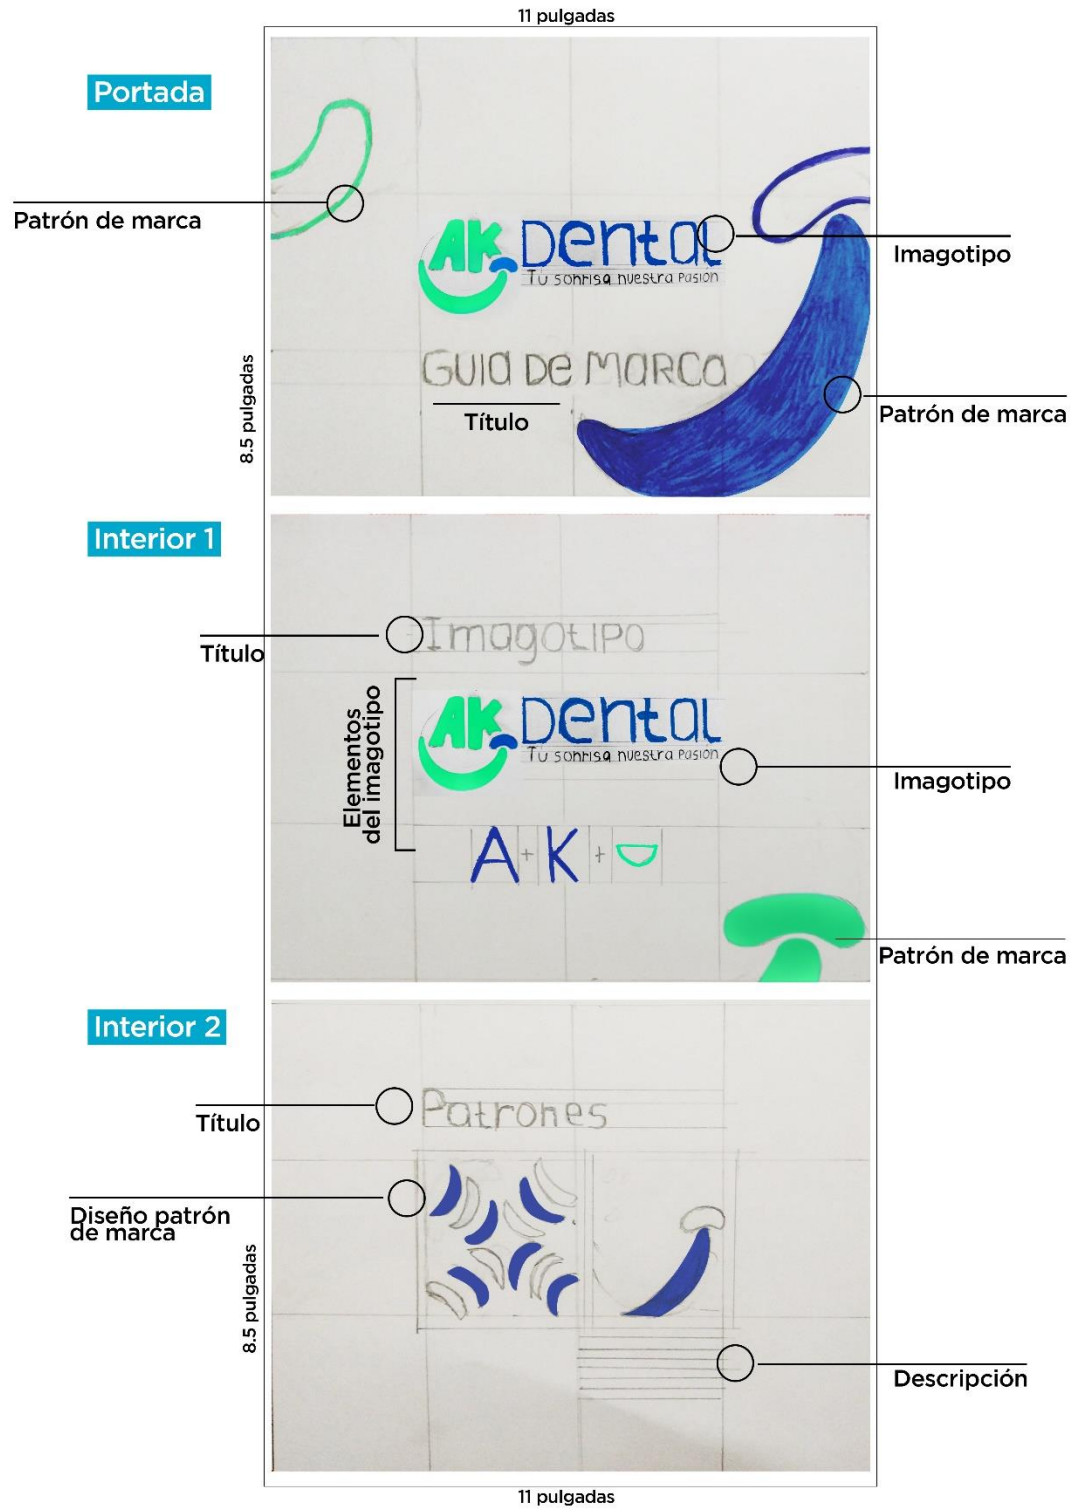 11 pulgadas
Portada
Patrón de marca
AK Dental
Tu sonrisa nuestra Pasión
Imagotipo
GUIA DE MARCA
Título
Patrón de marca
8.5 pulgadas
Interior 1
Título
Imagotipo
Elementos
del imagotipo
AK Dental
Tu sonrisa nuestra Pasión
Imagotipo
A + K +
Patrón de marca
Interior 2
Título
Patrones
Diseño patrón
de marca
8.5 pulgadas
Descripción
11 pulgadas